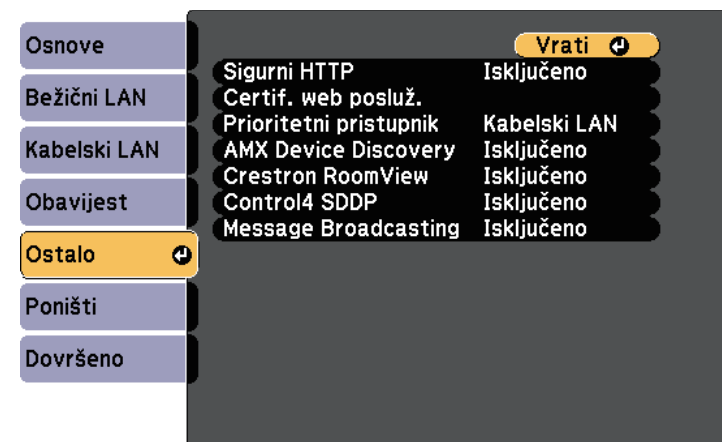 Osnove
Bežični LAN
Kabelski LAN
Obavijest
Ostalo
Poništi
Dovršeno
Vrati
Sigurni HTTP Isključeno
Certif. web posluž.
Prioritetni pristupnik Kabelski LAN
AMX Device Discovery Isključeno
Crestron RoomView Isključeno
Control4 SDDP Isključeno
Message Broadcasting Isključeno